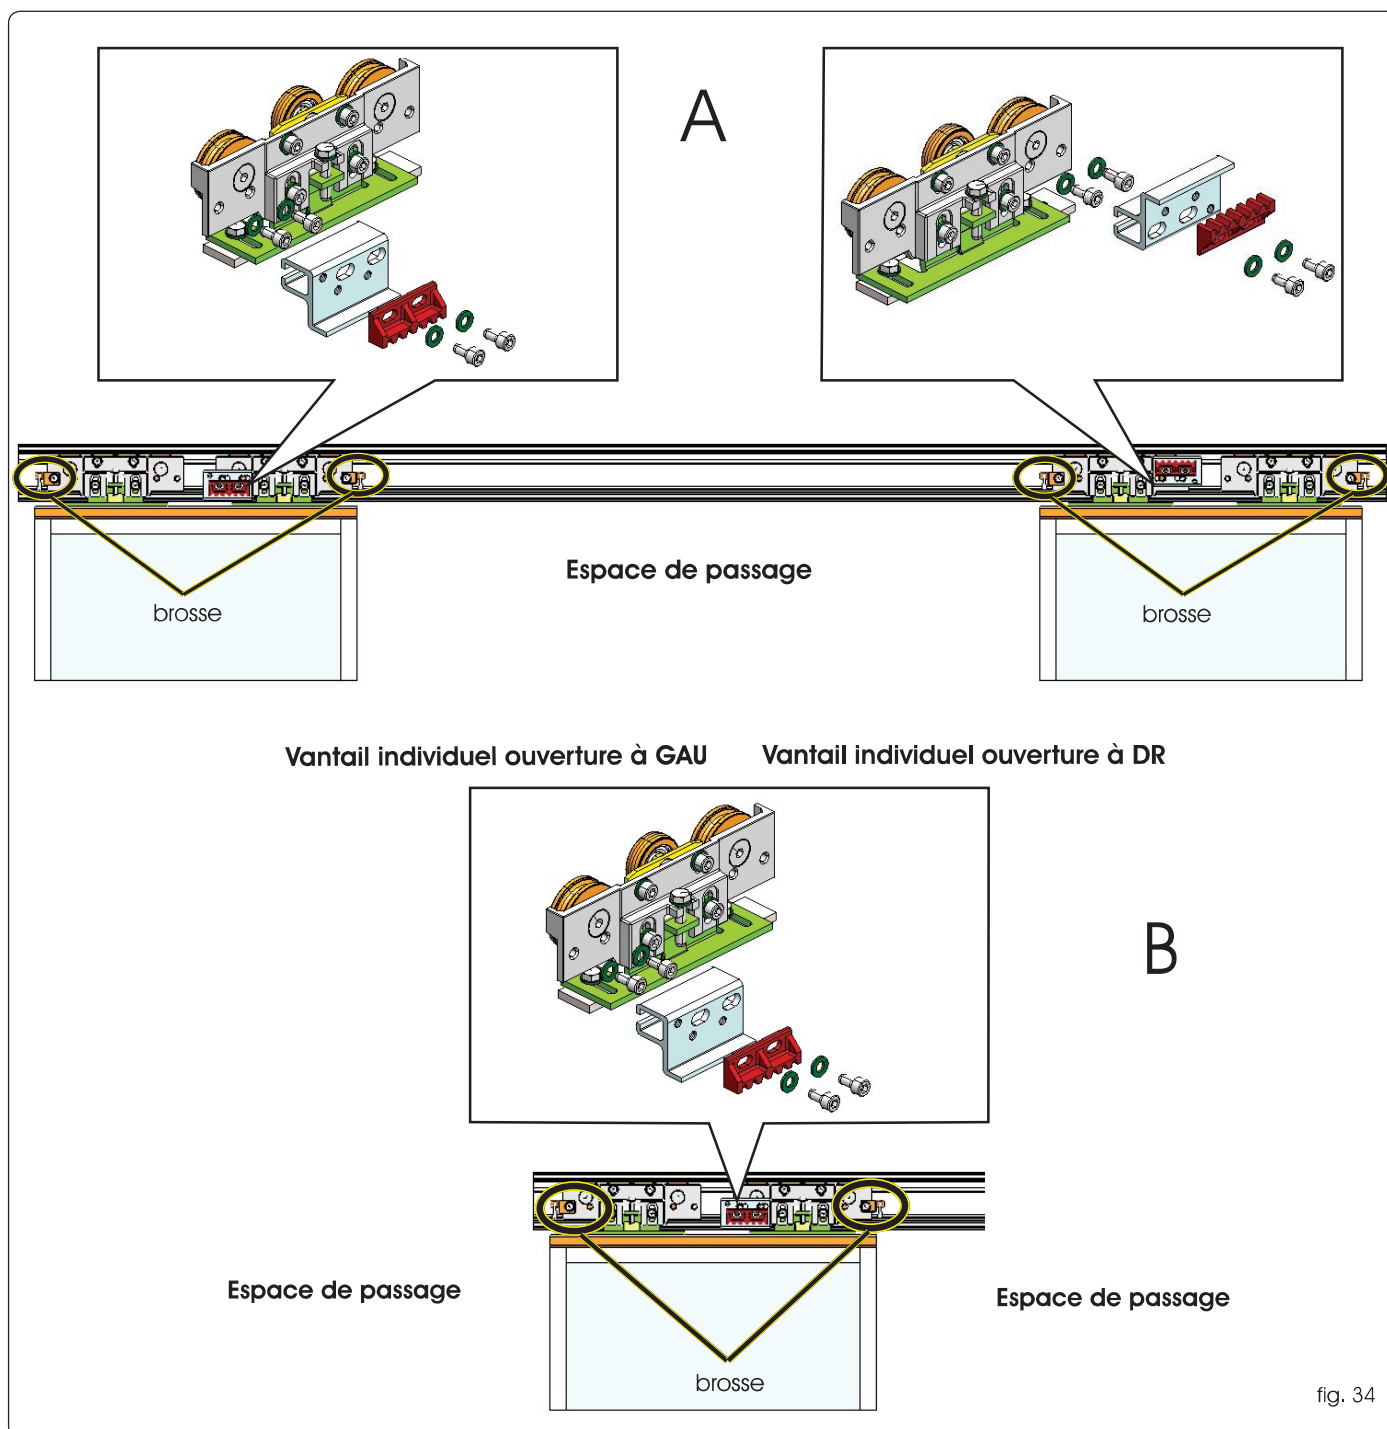 A
Espace de passage
brosse
brosse
Vantail individuel ouverture à GAU
Vantail individuel ouverture à DR
B
Espace de passage
Espace de passage
brosse
fig. 34